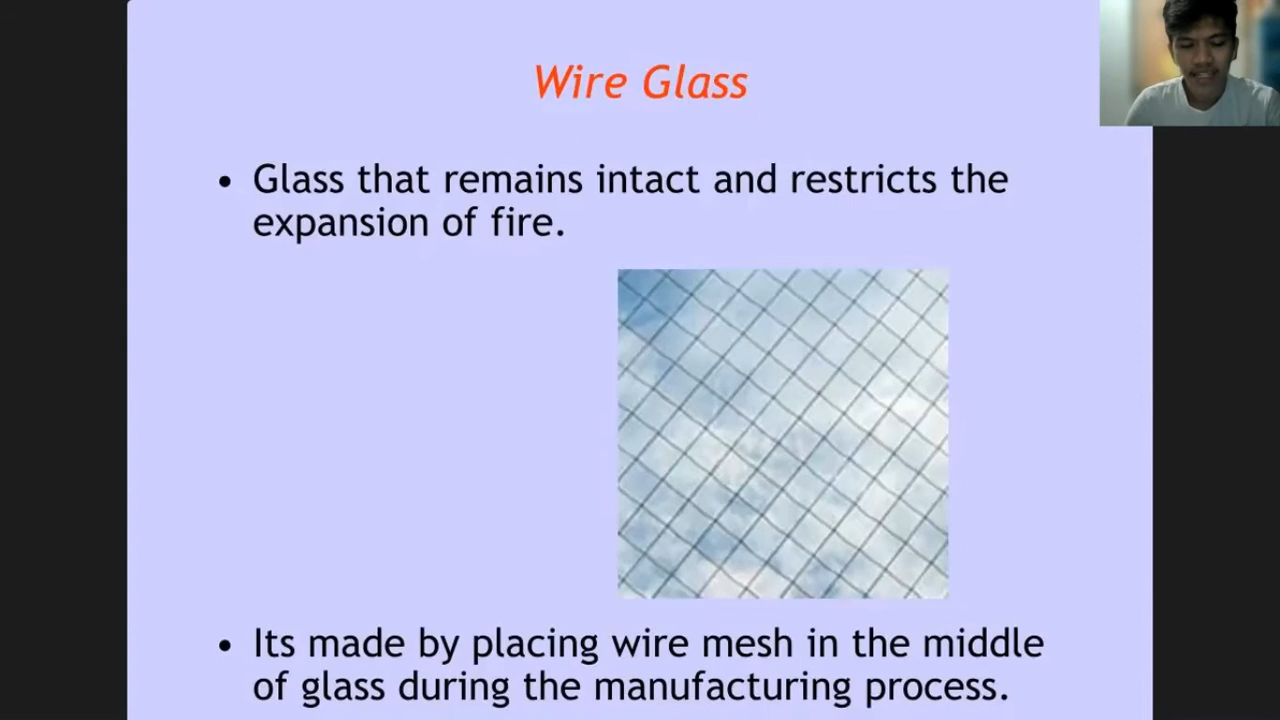 Wire Glass
• Glass that remains intact and restricts the
expansion of fire.
• Its made by placing wire mesh in the middle
of glass during the manufacturing process.